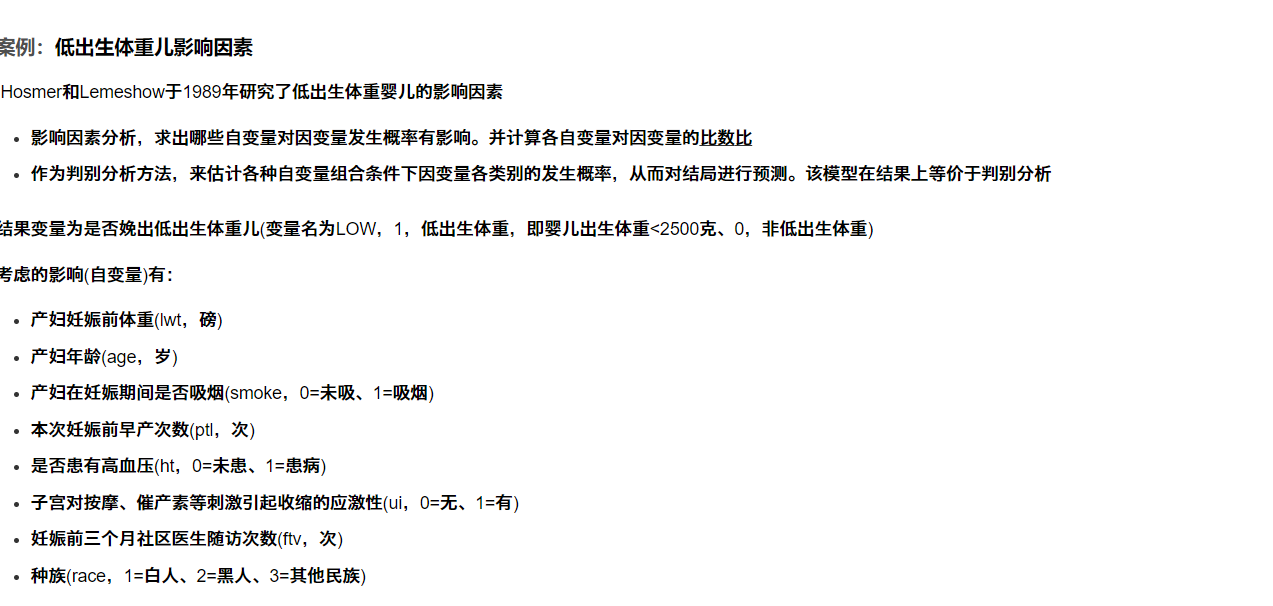 案例：低出生体重儿影响因素
Hosmer和Lemeshow于1989年研究了低出生体重婴儿的影响因素
影响因素分析，求出哪些自变量对因变量发生概率有影响。并计算各自变量对因变量的比数比
作为判别分析方法，来估计各种自变量组合条件下因变量各类别的发生概率，从而对结局进行预测。该模型在结果上等价于判别分析
结果变量为是否娩出低出生体重儿(变量名为LOW，1，低出生体重，即婴儿出生体重<2500克、0，非低出生体重)
考虑的影响(自变量)有：
产妇妊娠前体重(lwt，磅)
产妇年龄(age，岁)
产妇在妊娠期间是否吸烟(smoke，0=未吸、1=吸烟)
本次妊娠前早产次数(ptl，次)
是否患有高血压(ht，0=未患、1=患病)
子宫对按摩、催产素等刺激引起收缩的应激性(ui，0=无、1=有)
妊娠前三个月社区医生随访次数(ftv，次)
种族(race，1=白人、2=黑人、3=其他民族)